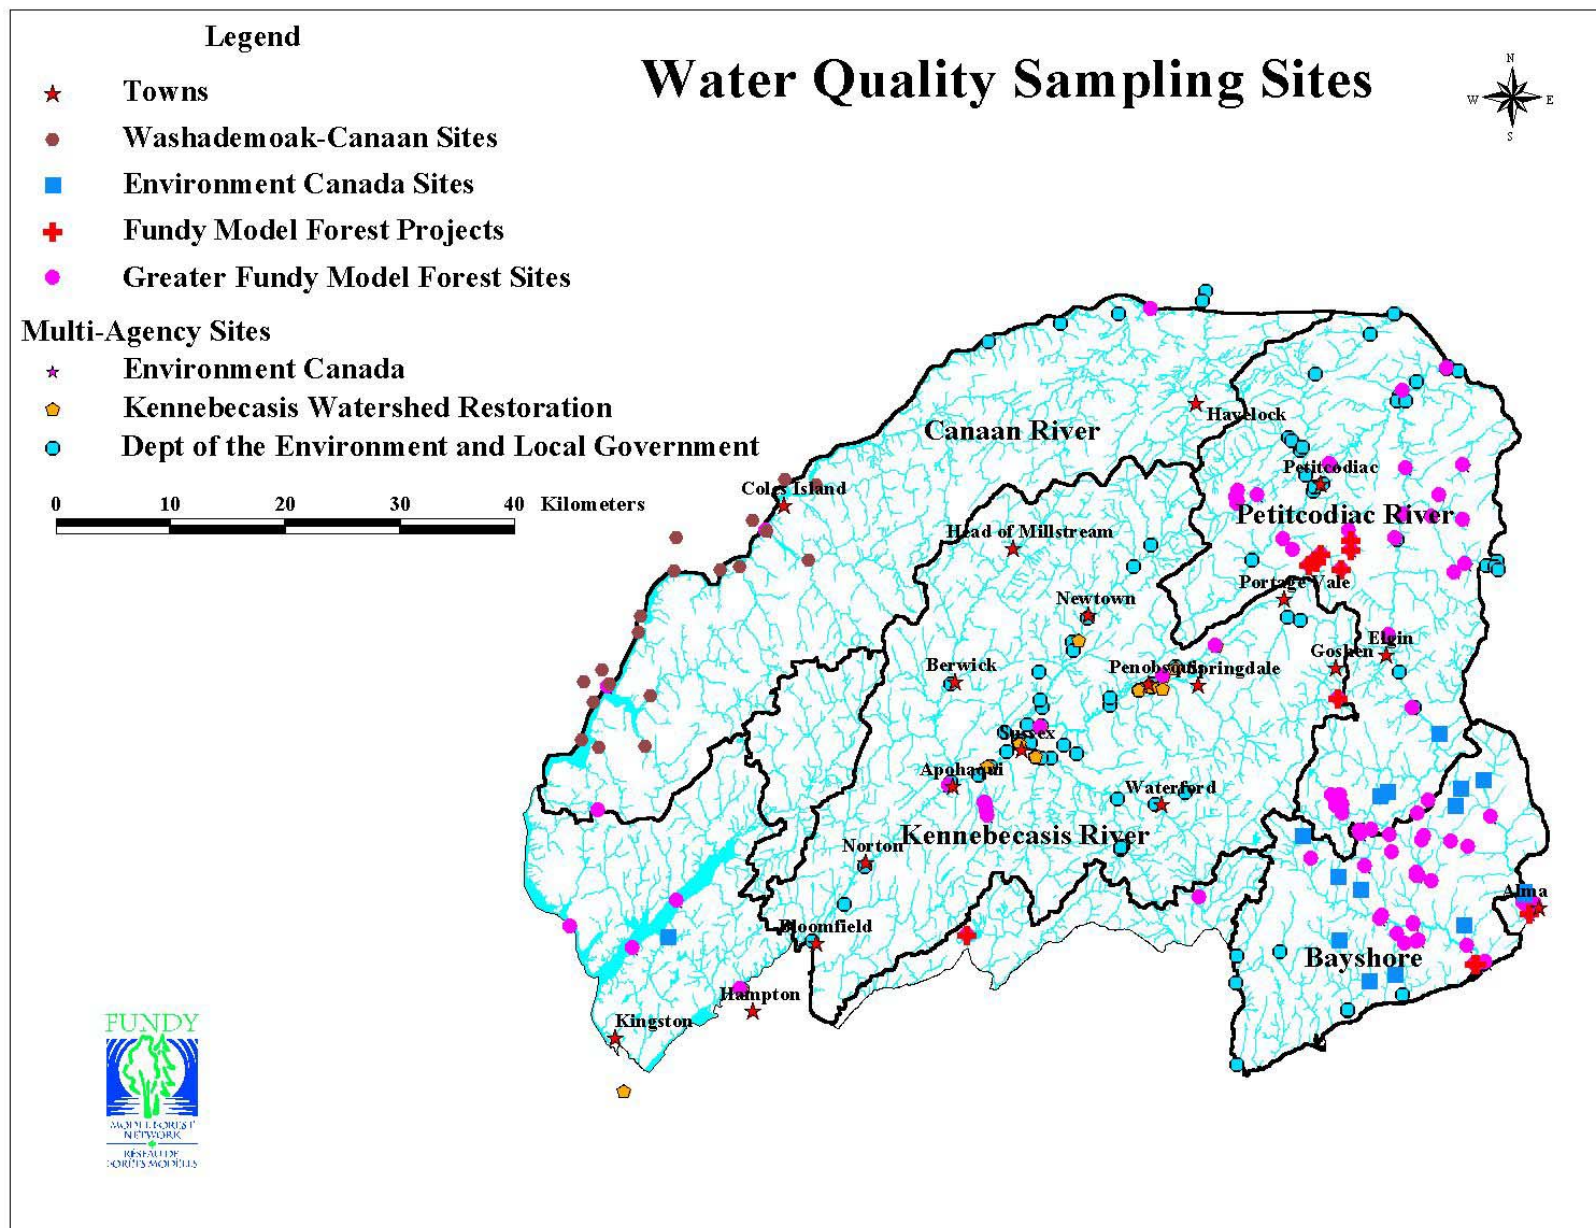 Legend
Water Quality Sampling Sites
Towns
Washademoak-Canaan Sites
Environment Canada Sites
Fundy Model Forest Projects
Greater Fundy Model Forest Sites
Multi-Agency Sites
Environment Canada
Kennebecasis Watershed Restoration
Dept of the Environment and Local Government
0 10 20 30 40 Kilometers
N
W E
S
Havelock
Canaan River
Petitcodiac
Coles Island
Petitcodiac River
Head of Millstream
Portage Vale
Newtown
Elgin
Goshen
Berwick
Penobsquis
Springdale
Sussex
Apohaqui
Waterford
Kennebecasis River
Norton
Alma
Bloomfield
Bayshore
Hampton
Kingston
FUNDY
MODEL FOREST
NETWORK
RÉSEAU DE
FORÊTS MODÈLES